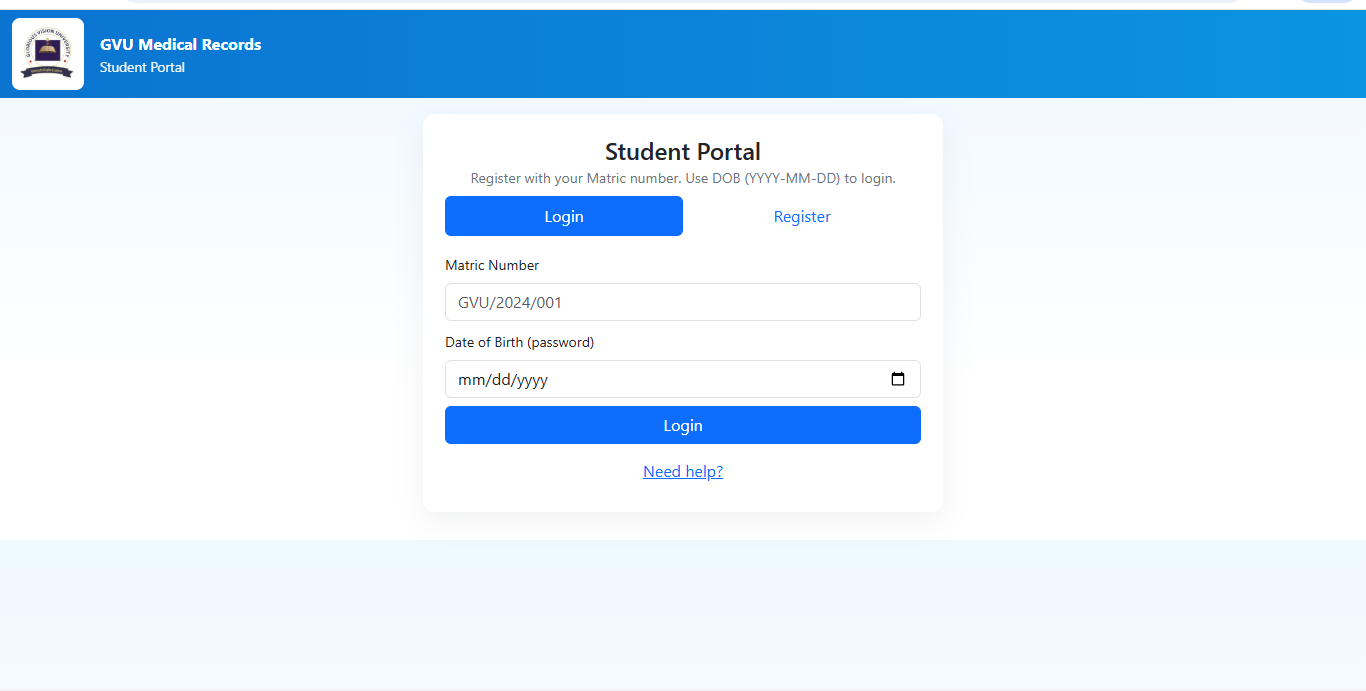 GLORIOUS VISION UNIVERSITY
GVU Medical Records
Student Portal
Student Portal
Register with your Matric number. Use DOB (YYYY-MM-DD) to login.
Login Register
Matric Number
GVU/2024/001
Date of Birth (password)
mm/dd/yyyy
Login
Need help?